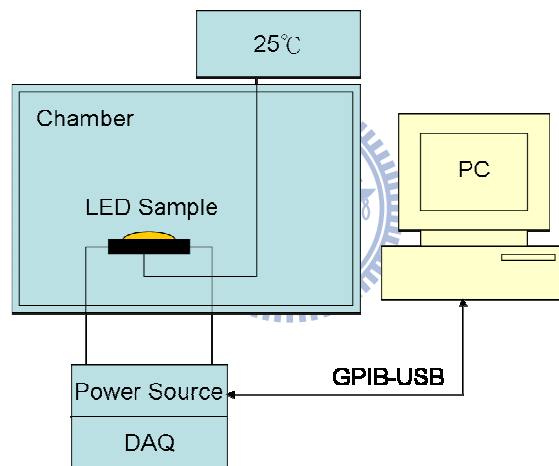 25℃
Chamber
PC
LED Sample
GPIB-USB
Power Source
DAQ